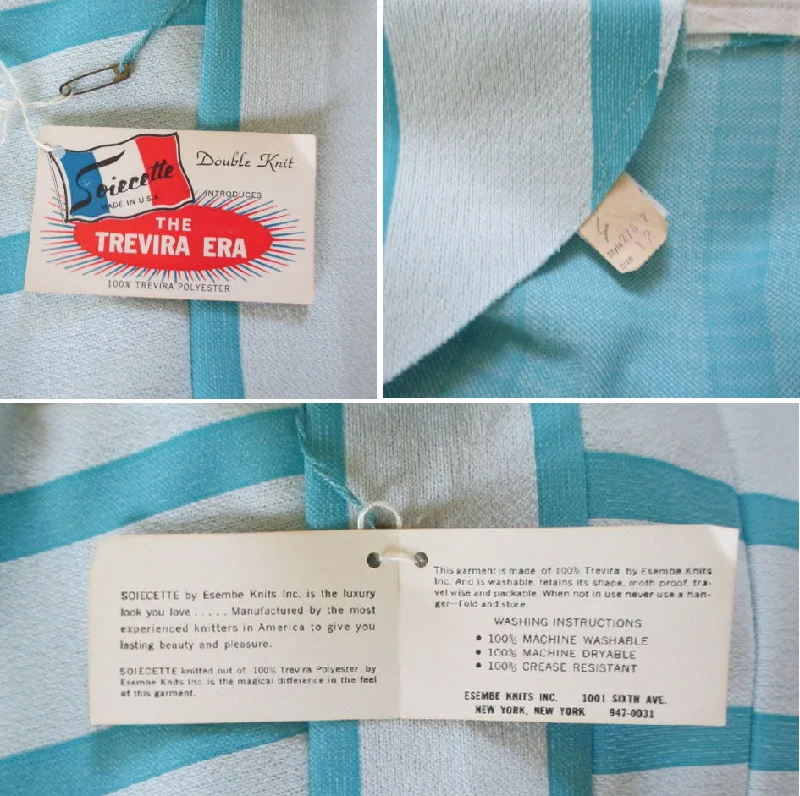 Soiecette
MADE IN U.S.A.
Double Knit
INTRODUCES
THE
TREVIRA ERA
100% TREVIRA POLYESTER
4
Style
Size 12
SOIECETTE by Esembe Knits Inc. is the luxury
look you love ..... Manufactured by the most
experienced knitters in America to give you
lasting beauty and pleasure.
SOIECETTE knitted out of 100% Trevira Polyester by
Esembe Knits Inc. is the magical difference in the feel
of this garment.
This garment is made of 100% Trevira by Esembe Knits
Inc. And is washable, retains its shape, moth proof, tra-
vel wise and packable. When not in use never use a han-
ger—fold and store
WASHING INSTRUCTIONS
• 100% MACHINE WASHABLE
• 100% MACHINE DRYABLE
• 100% CREASE RESISTANT
ESEMBE KNITS INC. 1001 SIXTH AVE.
NEW YORK, NEW YORK 947-0031